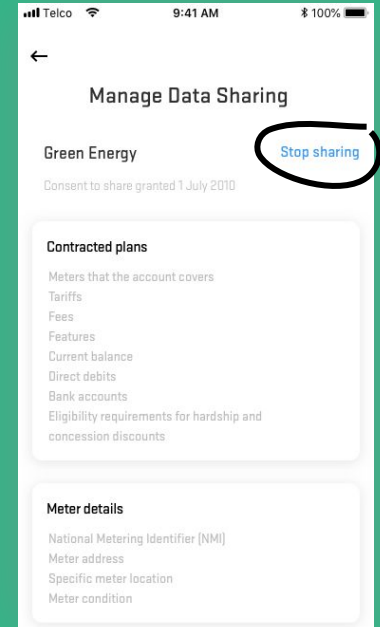 Telco 9:41 AM 100%
Manage Data Sharing
Green Energy Stop sharing
Consent to share granted 1 July 2010
Contracted plans
Meters that the account covers
Tariffs
Fees
Features
Current balance
Direct debits
Bank accounts
Eligibility requirements for hardship and
concession discounts
Meter details
National Metering Identifier (NMI)
Meter address
Specific meter location
Meter condition